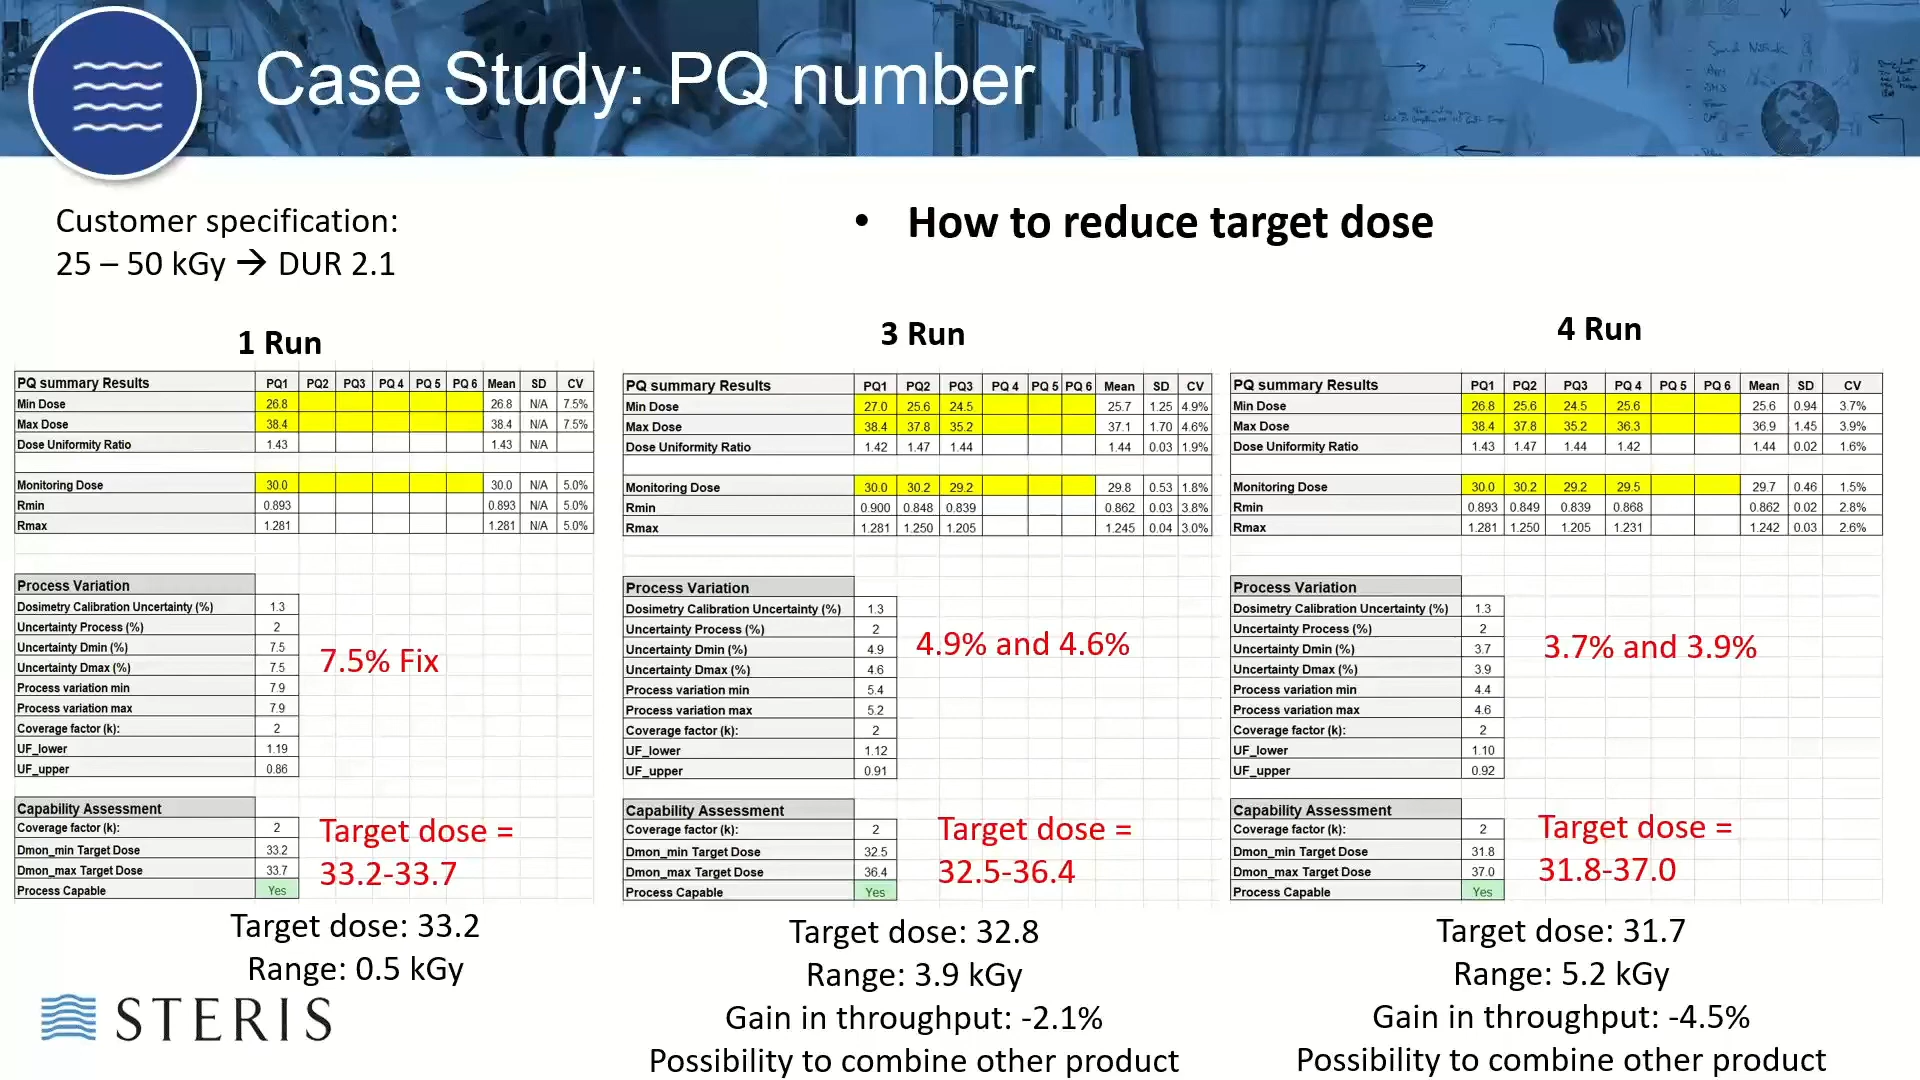 Case Study: PQ number
Customer specification:
25 – 50 kGy → DUR 2.1
• How to reduce target dose
1 Run
PQ summary Results PQ1 PQ2 PQ3 PQ 4 PQ 5 PQ 6 Mean SD CV
Min Dose 26.8 26.8 N/A 7.5%
Max Dose 38.4 38.4 N/A 7.5%
Dose Uniformity Ratio 1.43 1.43 N/A
Monitoring Dose 30.0 30.0 N/A 5.0%
Rmin 0.893 0.893 N/A 5.0%
Rmax 1.281 1.281 N/A 5.0%
Process Variation
Dosimetry Calibration Uncertainty (%) 1.3
Uncertainty Process (%) 2
Uncertainty Dmin (%) 7.5
Uncertainty Dmax (%) 7.5
Process variation min 7.9
Process variation max 7.9
Coverage factor (k): 2
UF_lower 1.19
UF_upper 0.86
7.5% Fix
Capability Assessment
Coverage factor (k): 2
Dmon_min Target Dose 33.2
Dmon_max Target Dose 33.7
Process Capable Yes
Target dose =
33.2-33.7
Target dose: 33.2
Range: 0.5 kGy
3 Run
PQ summary Results PQ1 PQ2 PQ3 PQ 4 PQ 5 PQ 6 Mean SD CV
Min Dose 27.0 25.6 24.5 25.7 1.25 4.9%
Max Dose 38.4 37.8 35.2 37.1 1.70 4.6%
Dose Uniformity Ratio 1.42 1.47 1.44 1.44 0.03 1.9%
Monitoring Dose 30.0 30.2 29.2 29.8 0.53 1.8%
Rmin 0.900 0.848 0.839 0.862 0.03 3.8%
Rmax 1.281 1.250 1.205 1.245 0.04 3.0%
Process Variation
Dosimetry Calibration Uncertainty (%) 1.3
Uncertainty Process (%) 2
Uncertainty Dmin (%) 4.9
Uncertainty Dmax (%) 4.6
Process variation min 5.4
Process variation max 5.2
Coverage factor (k): 2
UF_lower 1.12
UF_upper 0.91
4.9% and 4.6%
Capability Assessment
Coverage factor (k): 2
Dmon_min Target Dose 32.5
Dmon_max Target Dose 36.4
Process Capable Yes
Target dose =
32.5-36.4
Target dose: 32.8
Range: 3.9 kGy
Gain in throughput: -2.1%
Possibility to combine other product
4 Run
PQ summary Results PQ1 PQ2 PQ3 PQ 4 PQ 5 PQ 6 Mean SD CV
Min Dose 26.8 25.6 24.5 25.6 25.6 0.94 3.7%
Max Dose 38.4 37.8 35.2 36.3 36.9 1.45 3.9%
Dose Uniformity Ratio 1.43 1.47 1.44 1.42 1.44 0.02 1.6%
Monitoring Dose 30.0 30.2 29.2 29.5 29.7 0.46 1.5%
Rmin 0.893 0.849 0.839 0.868 0.862 0.02 2.8%
Rmax 1.281 1.250 1.205 1.231 1.242 0.03 2.6%
Process Variation
Dosimetry Calibration Uncertainty (%) 1.3
Uncertainty Process (%) 2
Uncertainty Dmin (%) 3.7
Uncertainty Dmax (%) 3.9
Process variation min 4.4
Process variation max 4.6
Coverage factor (k): 2
UF_lower 1.10
UF_upper 0.92
3.7% and 3.9%
Capability Assessment
Coverage factor (k): 2
Dmon_min Target Dose 31.8
Dmon_max Target Dose 37.0
Process Capable Yes
Target dose =
31.8-37.0
Target dose: 31.7
Range: 5.2 kGy
Gain in throughput: -4.5%
Possibility to combine other product
STERIS